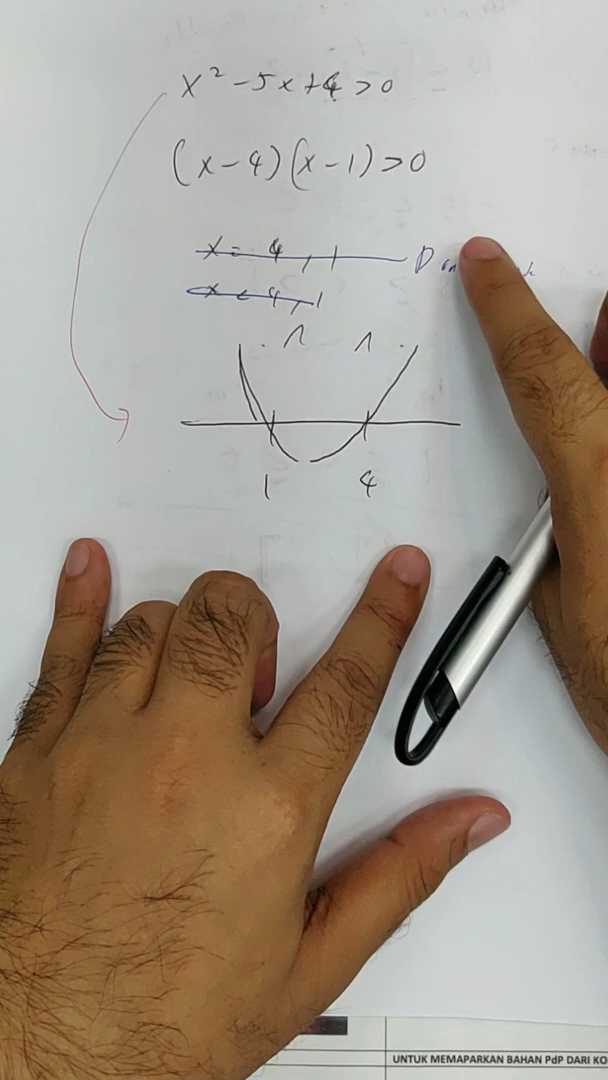 x² - 5x + 4 > 0
(x - 4)(x - 1) > 0
x = 4, 1
x < 4, 1
1 4
UNTUK MEMAPARKAN BAHAN PdP DARI KO